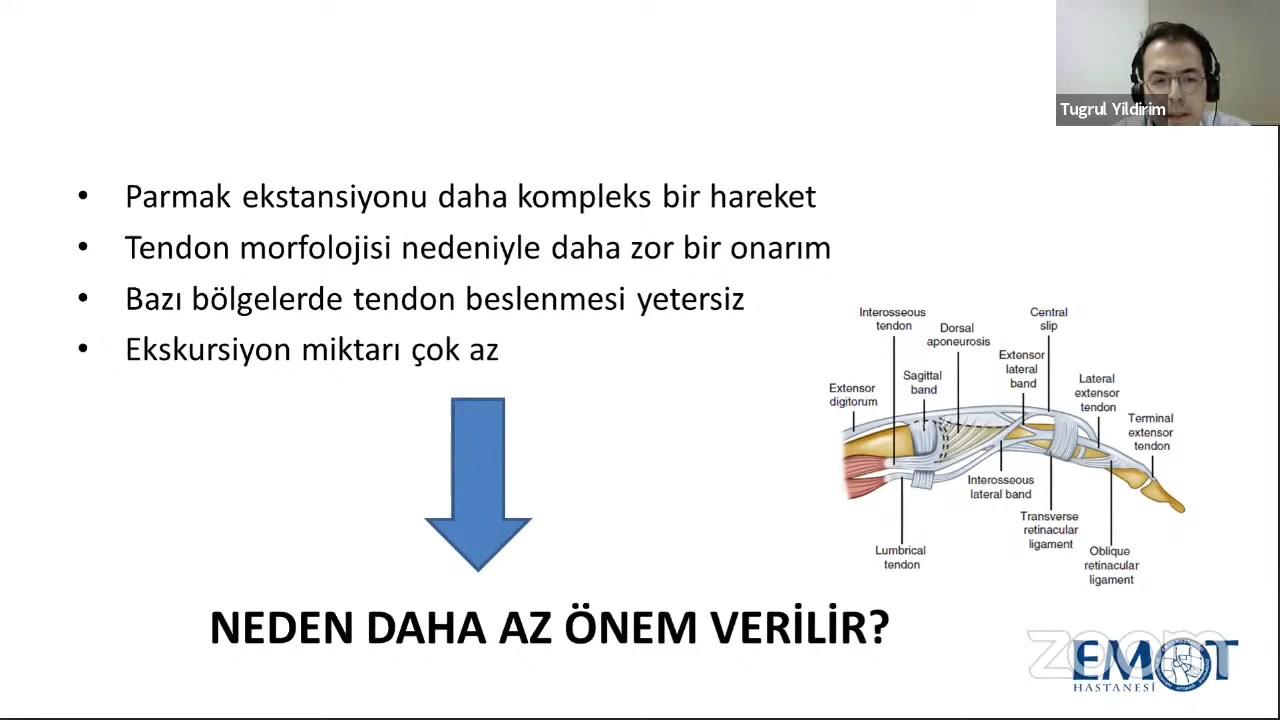 Tugrul Yildirim
• Parmak ekstansiyonu daha kompleks bir hareket
• Tendon morfolojisi nedeniyle daha zor bir onarım
• Bazı bölgelerde tendon beslenmesi yetersiz
• Ekskursiyon miktarı çok az
Interosseous
tendon
Dorsal
aponeurosis
Central
slip
Extensor
lateral
band
Sagittal
band
Extensor
digitorum
Lateral
extensor
tendon
Terminal
extensor
tendon
Interosseous
lateral band
Transverse
retinacular
ligament
Lumbrical
tendon
Oblique
retinacular
ligament
NEDEN DAHA AZ ÖNEM VERİLİR?
zoom
EMOT
HASTANESİ